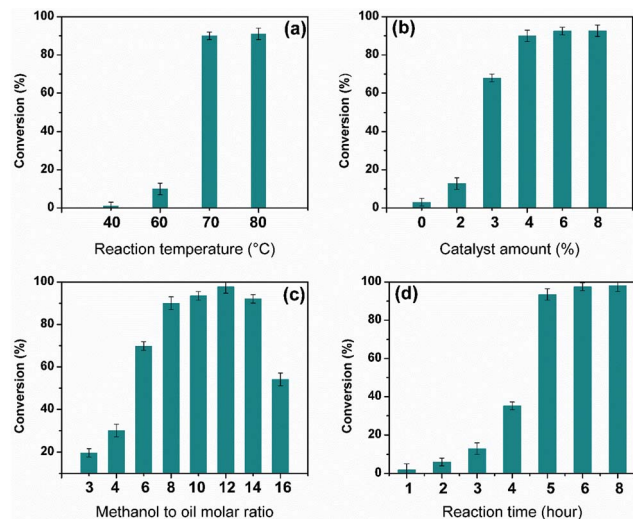 (a)
Conversion (%)
100
80
60
40
20
0
40 60 70 80
Reaction temperature (°C)
(b)
Conversion (%)
100
80
60
40
20
0
0 2 3 4 6 8
Catalyst amount (%)
(c)
Conversion (%)
100
80
60
40
20
3 4 6 8 10 12 14 16
Methanol to oil molar ratio
(d)
Conversion (%)
100
80
60
40
20
0
1 2 3 4 5 6 8
Reaction time (hour)